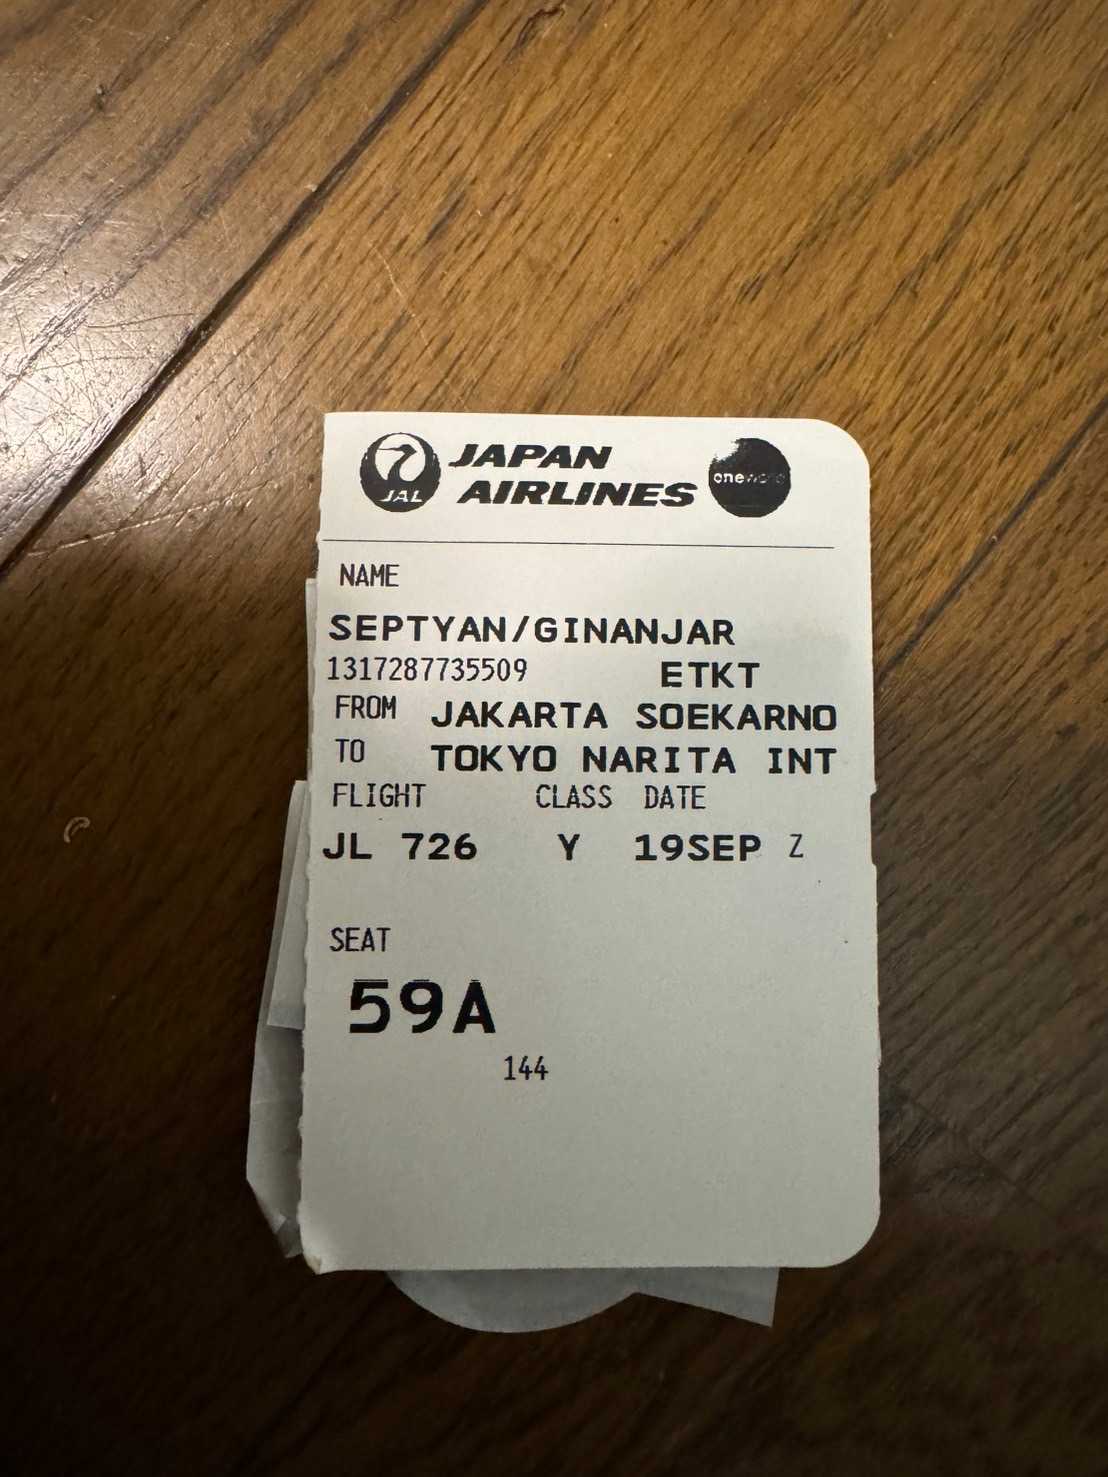 JAL
JAPAN
AIRLINES
oneworld
NAME
SEPTYAN/GINANJAR
1317287735509 ETKT
FROM JAKARTA SOEKARNO
TO TOKYO NARITA INT
FLIGHT CLASS DATE
JL 726 Y 19SEP Z
SEAT
59A
144